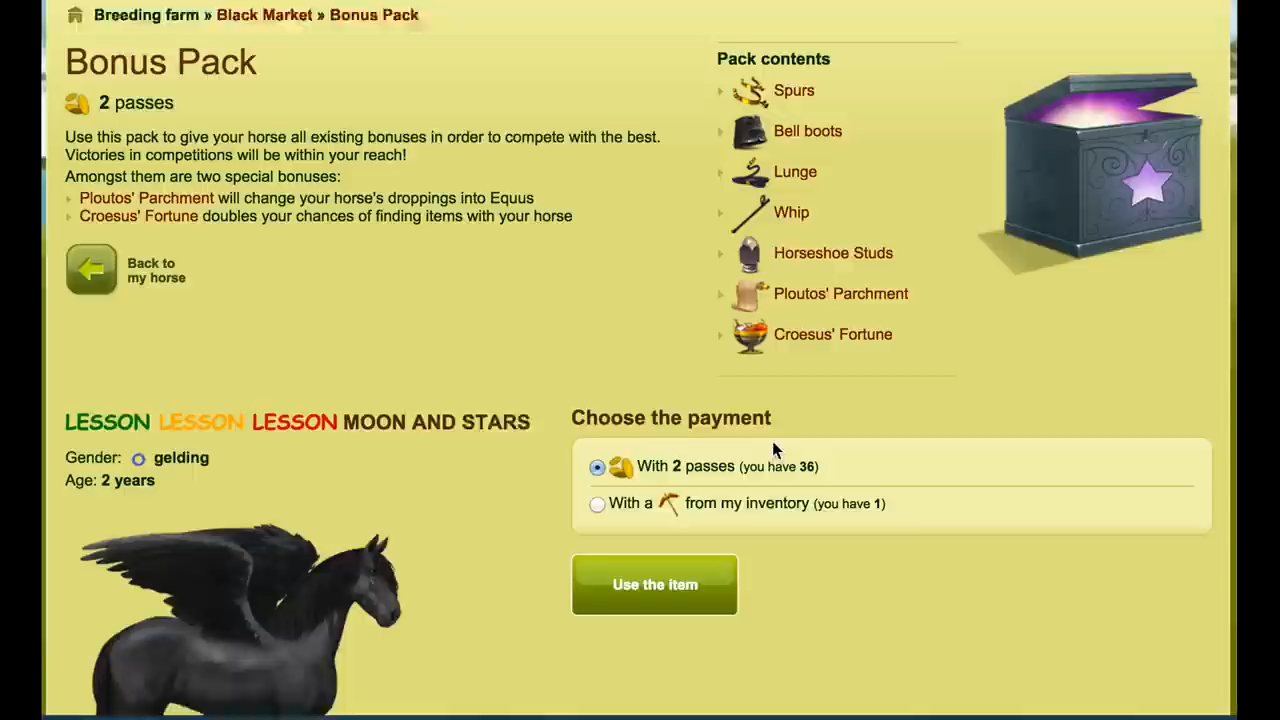 Breeding farm » Black Market » Bonus Pack
Bonus Pack
2 passes
Use this pack to give your horse all existing bonuses in order to compete with the best.
Victories in competitions will be within your reach!
Amongst them are two special bonuses:
Ploutos' Parchment will change your horse's droppings into Equus
Croesus' Fortune doubles your chances of finding items with your horse
Back to
my horse
Pack contents
Spurs
Bell boots
Lunge
Whip
Horseshoe Studs
Ploutos' Parchment
Croesus' Fortune
LESSON LESSON LESSON MOON AND STARS
Gender: gelding
Age: 2 years
Choose the payment
With 2 passes (you have 36)
With a from my inventory (you have 1)
Use the item